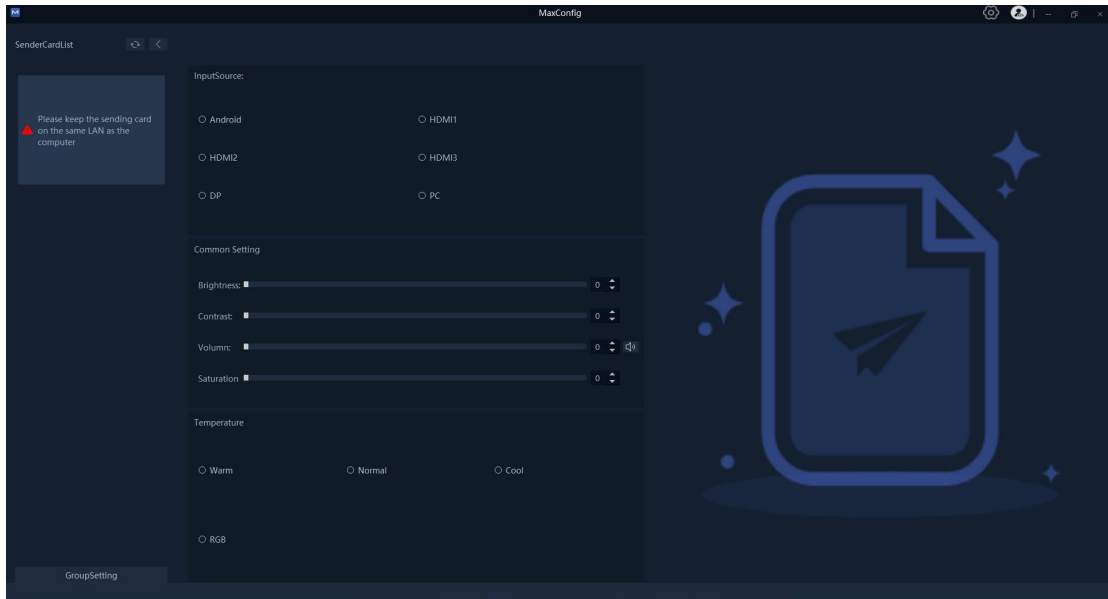 MaxConfig
SenderCardList
Please keep the sending card
on the same LAN as the
computer
InputSource:
Android
HDMI1
HDMI2
HDMI3
DP
PC
Common Setting
Brightness: 0
Contrast: 0
Volumn: 0
Saturation 0
Temperature
Warm
Normal
Cool
RGB
GroupSetting